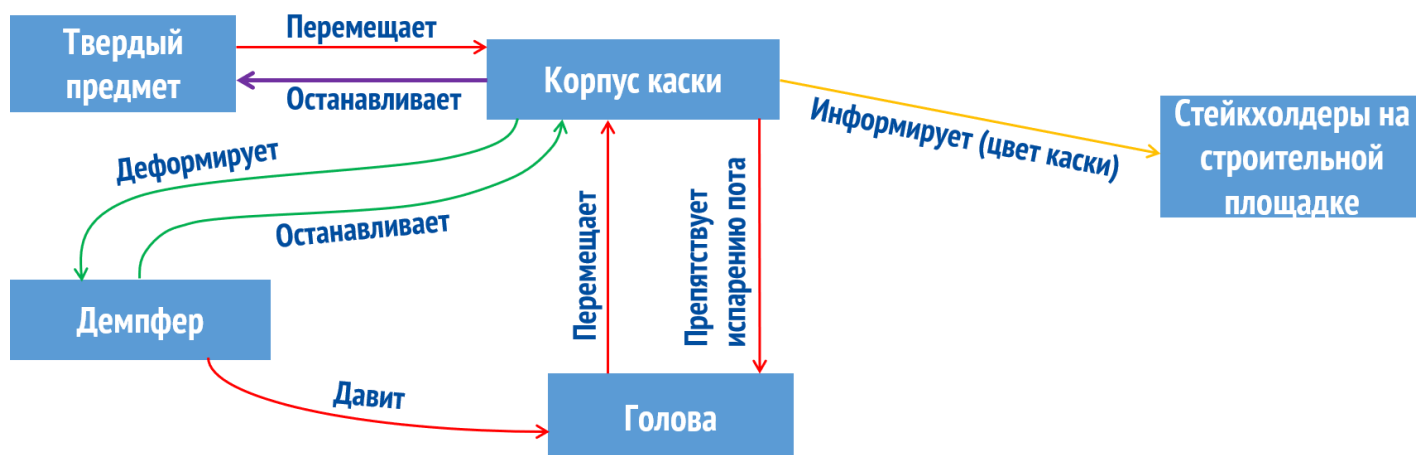 Твердый
предмет
Перемещает
Останавливает
Корпус каски
Информирует (цвет каски)
Стейкхолдеры на
строительной
площадке
Деформирует
Останавливает
Перемещает
Препятствует
испарению пота
Демпфер
Давит
Голова